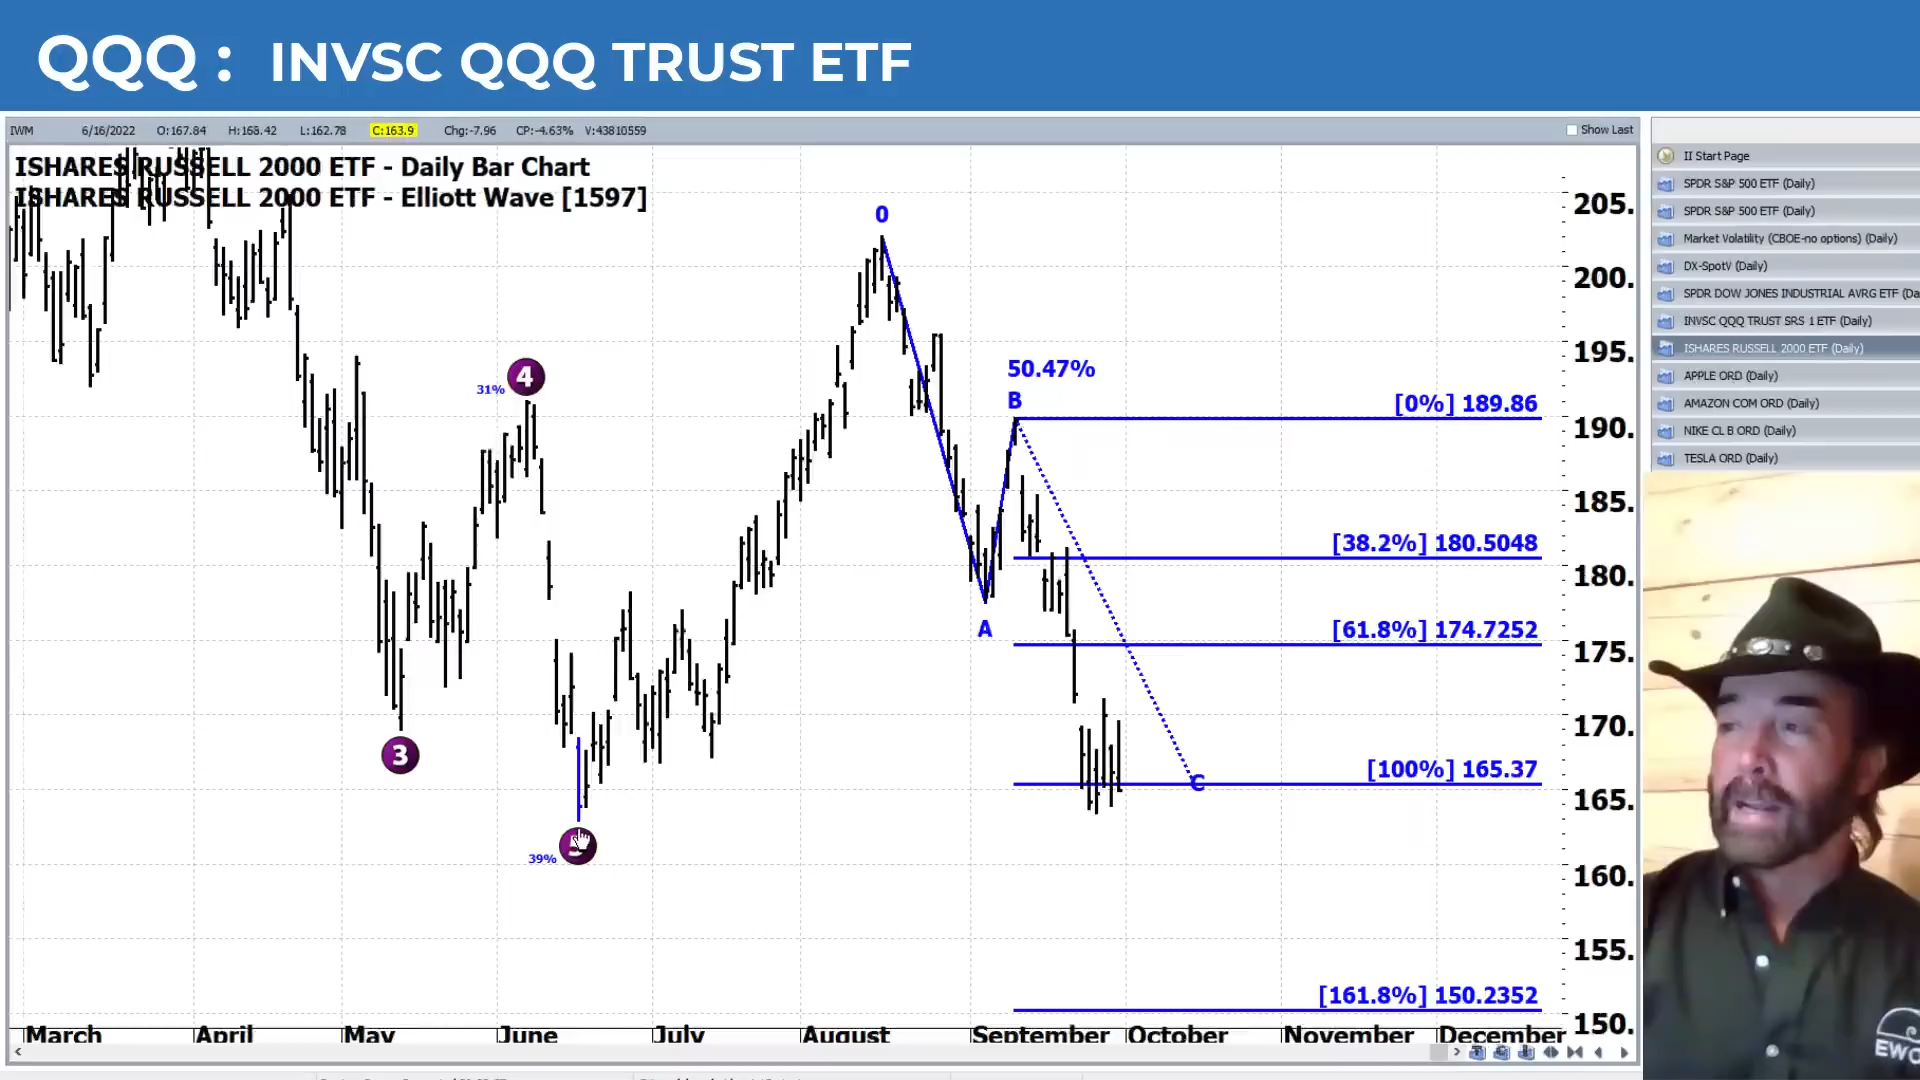 QQQ : INVSC QQQ TRUST ETF
IWM 6/16/2022 O:167.84 H:168.42 L:162.78 C:163.9 Chg:-7.96 CP:-4.63% V:43810559
Show Last
ISHARES RUSSELL 2000 ETF - Daily Bar Chart
ISHARES RUSSELL 2000 ETF - Elliott Wave [1597]
205.
200.
195.
190.
185.
180.
175.
170.
165.
160.
155.
150.
0
50.47%
B
A
C
31%
4
3
39%
[0%] 189.86
[38.2%] 180.5048
[61.8%] 174.7252
[100%] 165.37
[161.8%] 150.2352
March April May June July August September October November December
II Start Page
SPDR S&P 500 ETF (Daily)
SPDR S&P 500 ETF (Daily)
Market Volatility (CBOE-no options) (Daily)
DX-SpotV (Daily)
SPDR DOW JONES INDUSTRIAL AVRG ETF (Da
INVSC QQQ TRUST SRS 1 ETF (Daily)
ISHARES RUSSELL 2000 ETF (Daily)
APPLE ORD (Daily)
AMAZON COM ORD (Daily)
NIKE CL B ORD (Daily)
TESLA ORD (Daily)